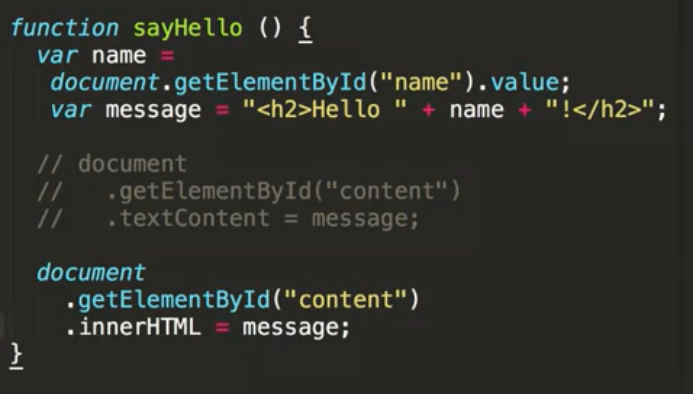 function sayHello () {
  var name =
   document.getElementById("name").value;
   var message = "<h2>Hello " + name + "!</h2>";

  // document
  //   .getElementById("content")
  //   .textContent = message;

  document
    .getElementById("content")
    .innerHTML = message;
}